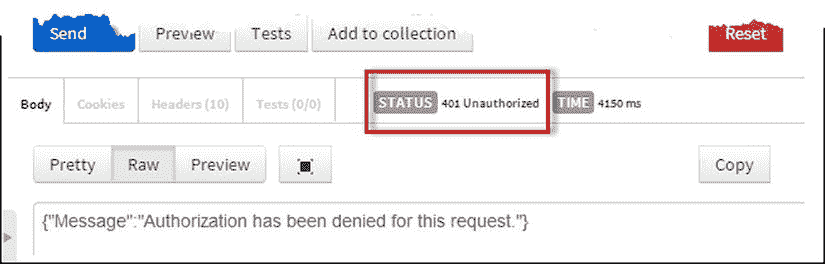 Send Preview Tests Add to collection Reset
Body Cookies Headers (10) Tests (0/0) STATUS 401 Unauthorized TIME 4150 ms
Pretty Raw Preview Copy
{"Message":"Authorization has been denied for this request."}